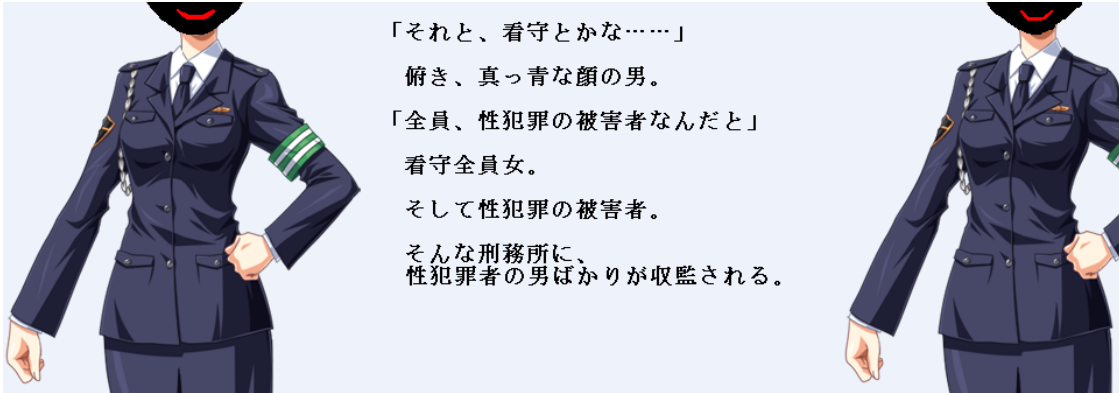 「それと、看守とかな……」
俯き、真っ青な顔の男。
「全員、性犯罪の被害者なんだと」
看守全員女。
そして性犯罪の被害者。
そんな刑務所に、
性犯罪者の男ばかりが収監される。